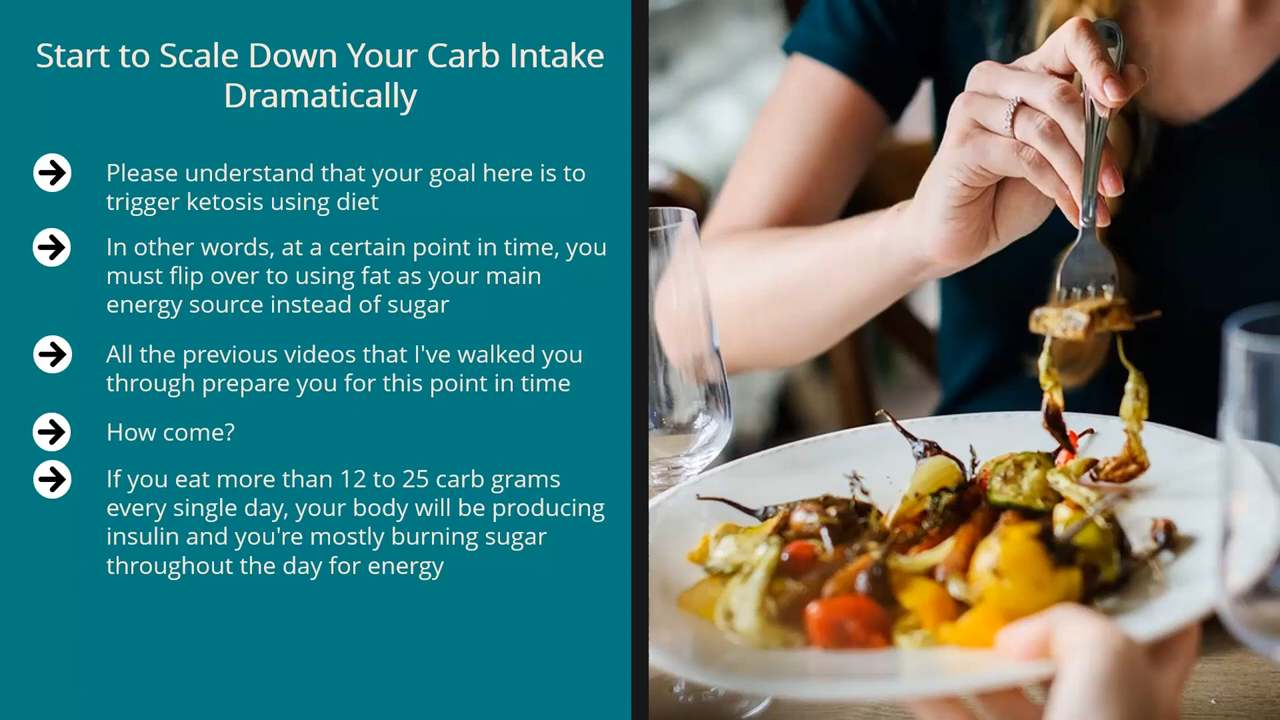 Start to Scale Down Your Carb Intake
Dramatically
Please understand that your goal here is to
trigger ketosis using diet
In other words, at a certain point in time, you
must flip over to using fat as your main
energy source instead of sugar
All the previous videos that I've walked you
through prepare you for this point in time
How come?
If you eat more than 12 to 25 carb grams
every single day, your body will be producing
insulin and you're mostly burning sugar
throughout the day for energy